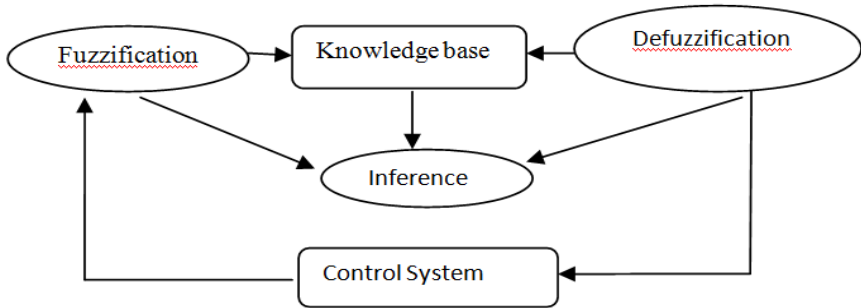 Fuzzification
Knowledge base
Defuzzification
Inference
Control System